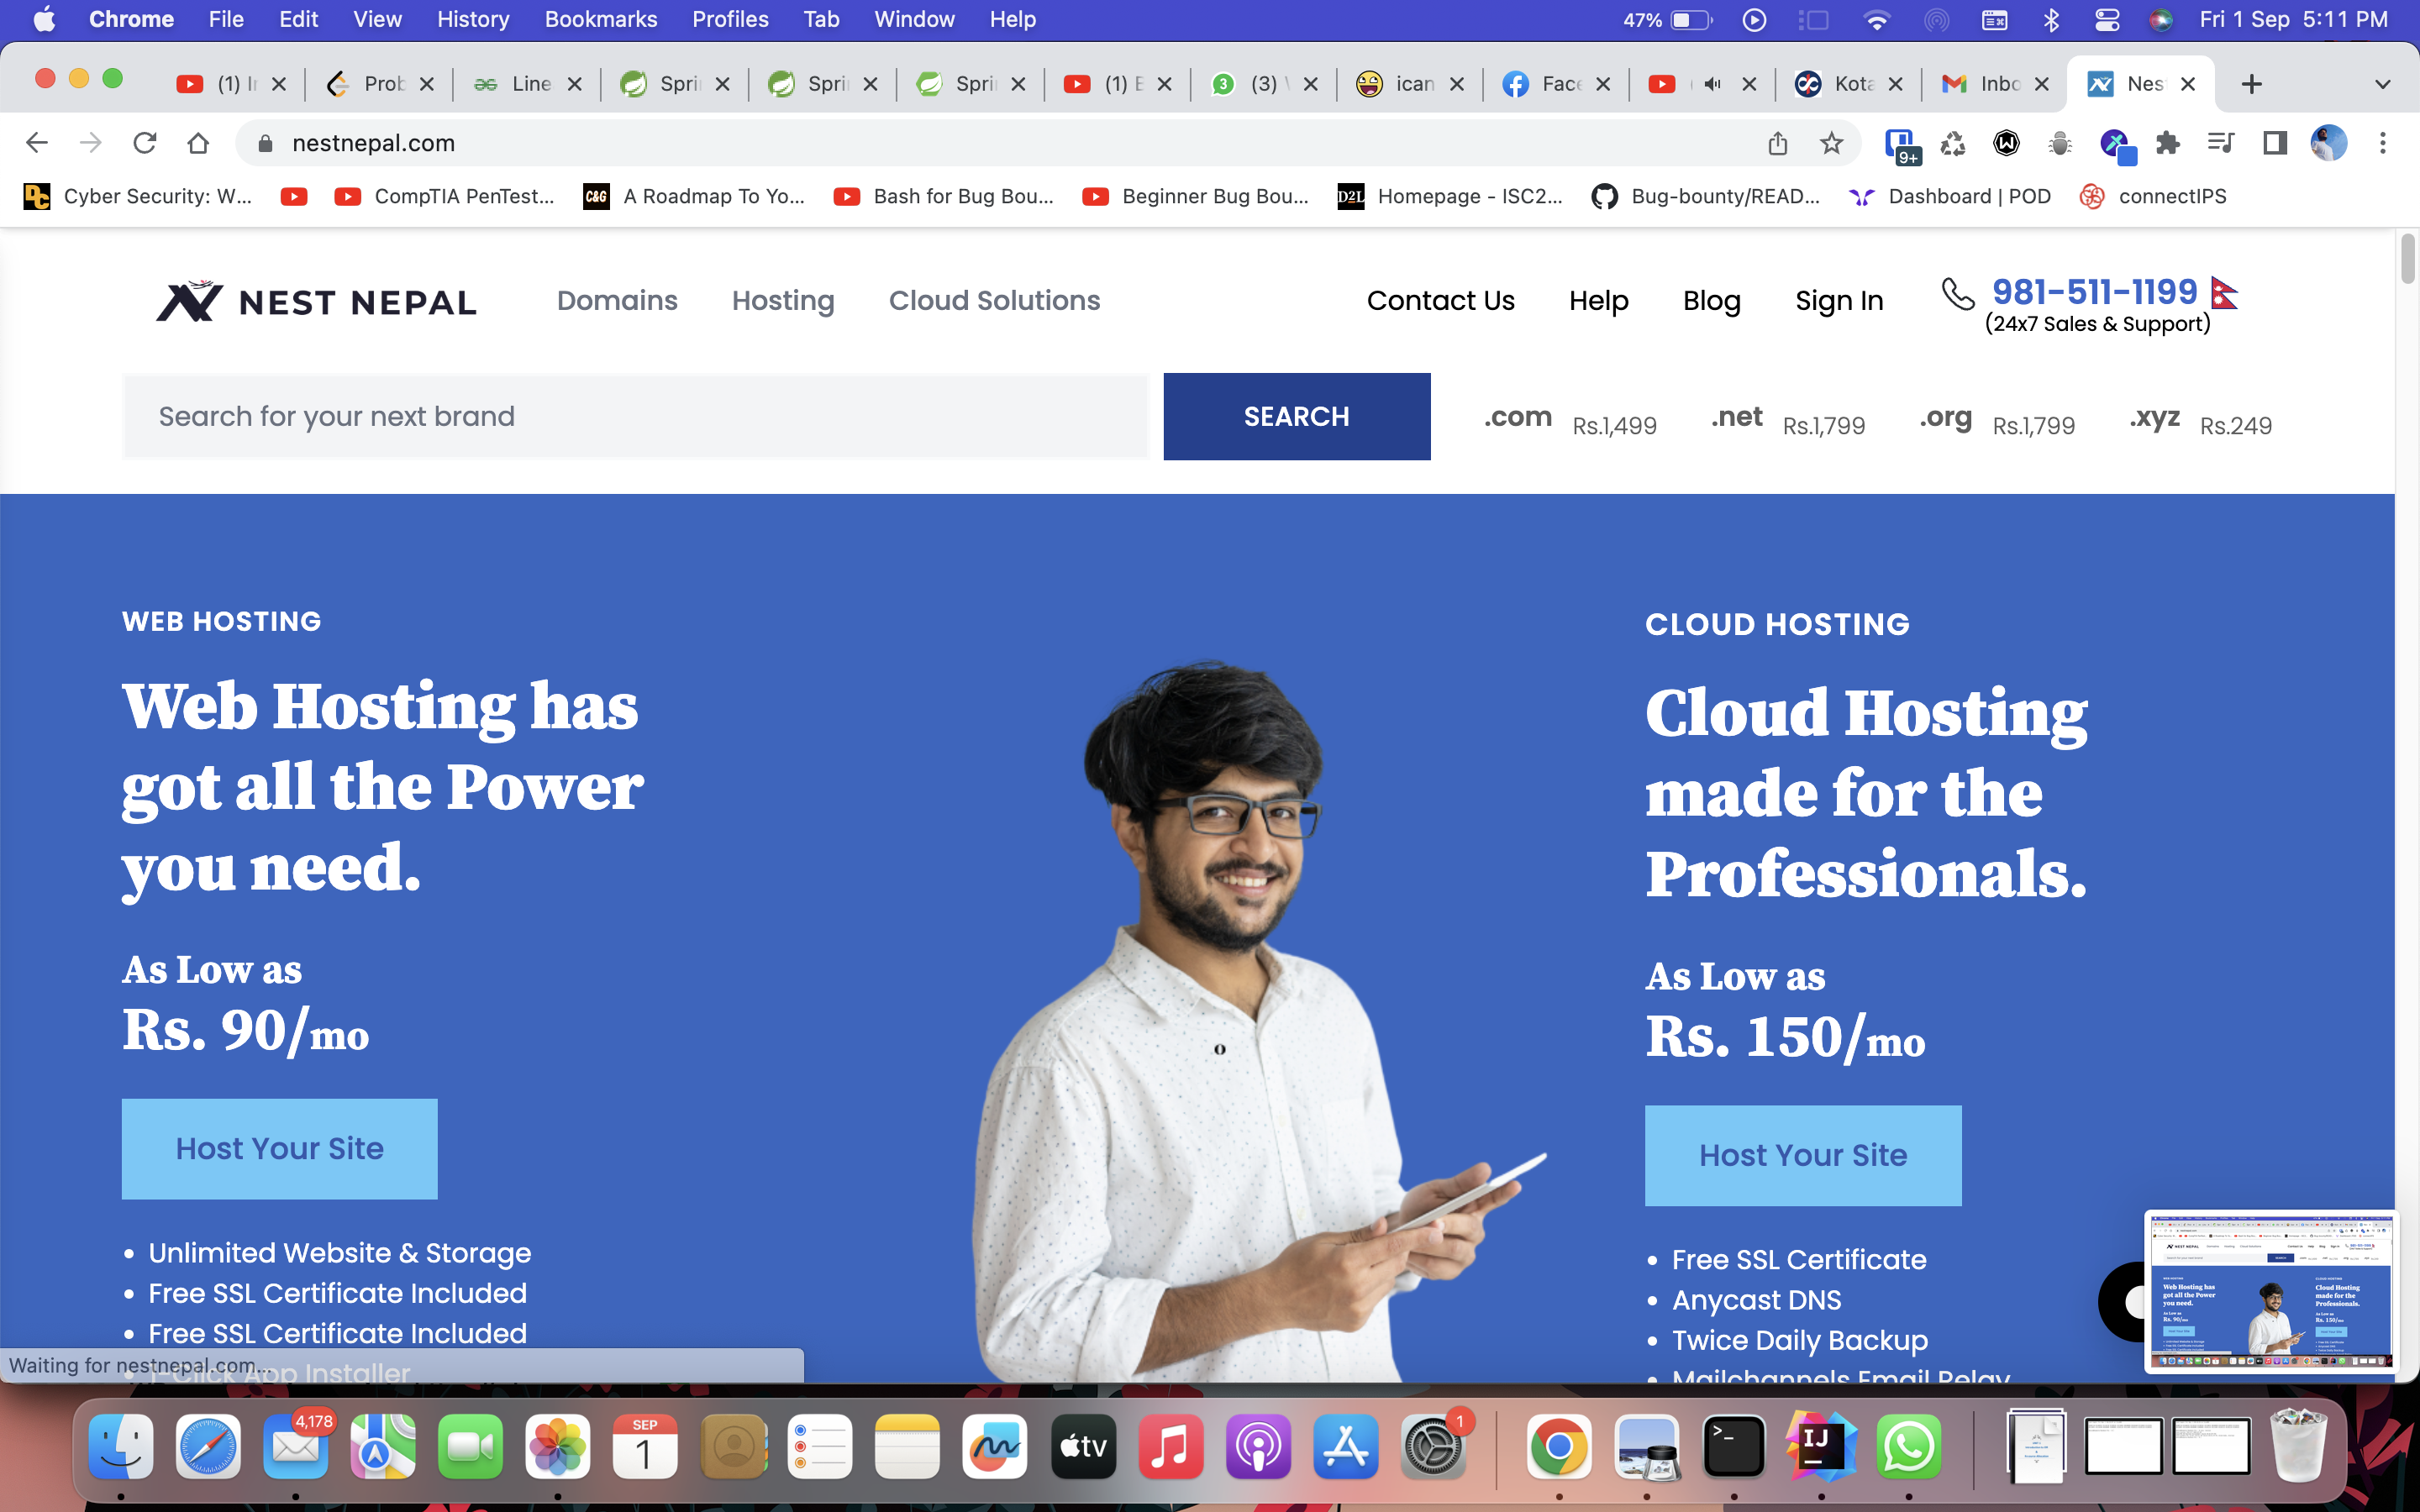 Chrome File Edit View History Bookmarks Profiles Tab Window Help 47% Fri 1 Sep 5:11 PM
(1) Prob Line Spri Spri Spri (1) E (3) ican Face Kota Inbo Nes
nestnepal.com
9+
Cyber Security: W... CompTIA PenTest... A Roadmap To Yo... Bash for Bug Bou... Beginner Bug Bou... Homepage - ISC2... Bug-bounty/READ... Dashboard | POD connectIPS
NEST NEPAL Domains Hosting Cloud Solutions Contact Us Help Blog Sign In 981-511-1199
(24x7 Sales & Support)
Search for your next brand SEARCH .com Rs.1,499 .net Rs.1,799 .org Rs.1,799 .xyz Rs.249
WEB HOSTING
Web Hosting has
got all the Power
you need.
As Low as
Rs. 90/mo
Host Your Site
• Unlimited Website & Storage
• Free SSL Certificate Included
• Free SSL Certificate Included
• 1-Click App Installer
CLOUD HOSTING
Cloud Hosting
made for the
Professionals.
As Low as
Rs. 150/mo
Host Your Site
• Free SSL Certificate
• Anycast DNS
• Twice Daily Backup
• Mailchannels Email Relay
Waiting for nestnepal.com...
4,178 SEP 1 tv 1 >_ IJ